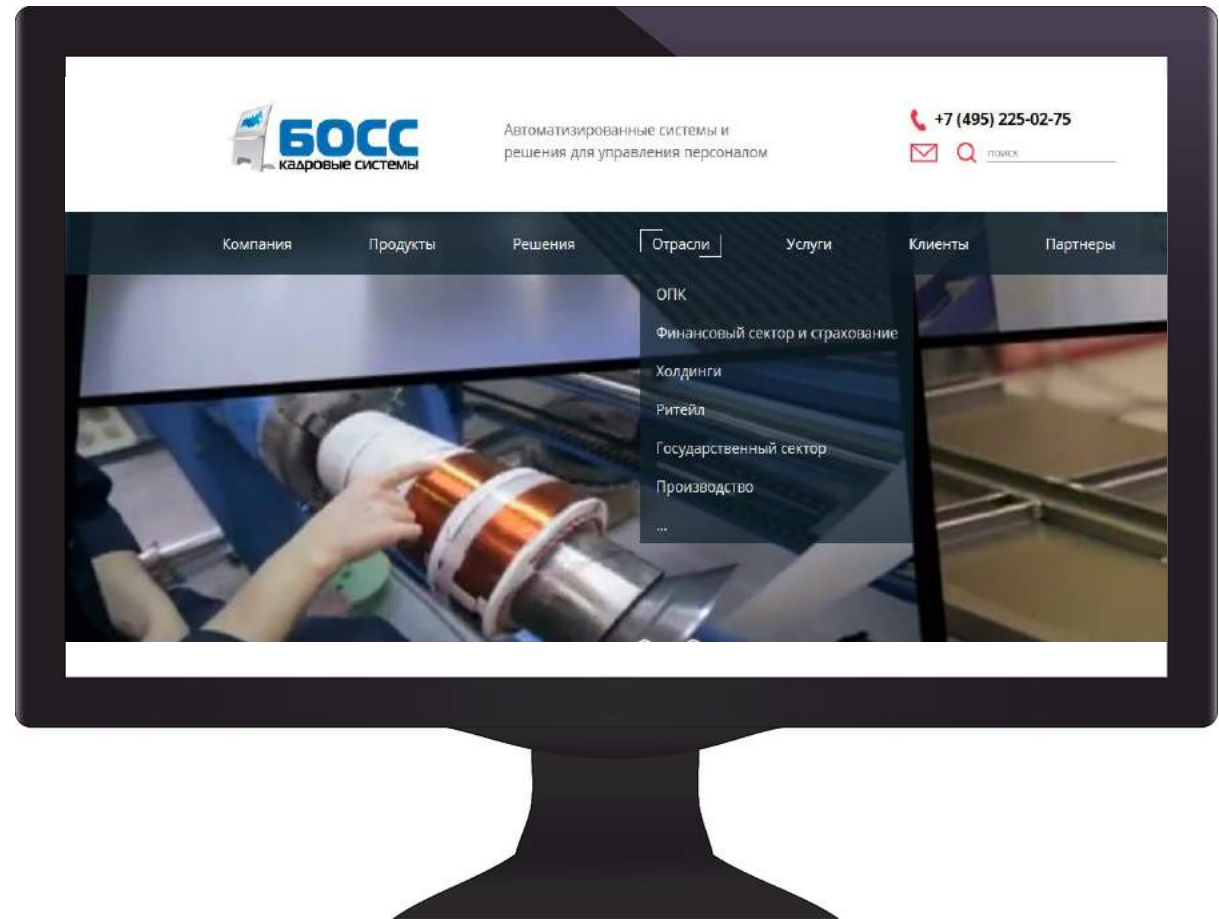 БОСС
кадровые системы
Автоматизированные системы и
решения для управления персоналом
+7 (495) 225-02-75
поиск
Компания Продукты Решения Отрасли Услуги Клиенты Партнеры
ОПК
Финансовый сектор и страхование
Холдинги
Ритейл
Государственный сектор
Производство
...